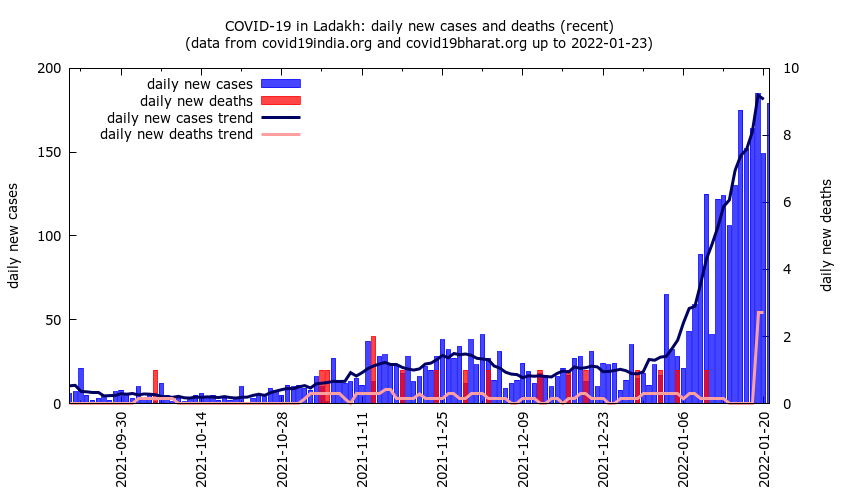 COVID-19 in Ladakh: daily new cases and deaths (recent)
(data from covid19india.org and covid19bharat.org up to 2022-01-23)
daily new cases
daily new deaths
daily new cases trend
daily new deaths trend
200
150
100
50
0
10
8
6
4
2
0
daily new cases
daily new deaths
2021-09-30
2021-10-14
2021-10-28
2021-11-11
2021-11-25
2021-12-09
2021-12-23
2022-01-06
2022-01-20